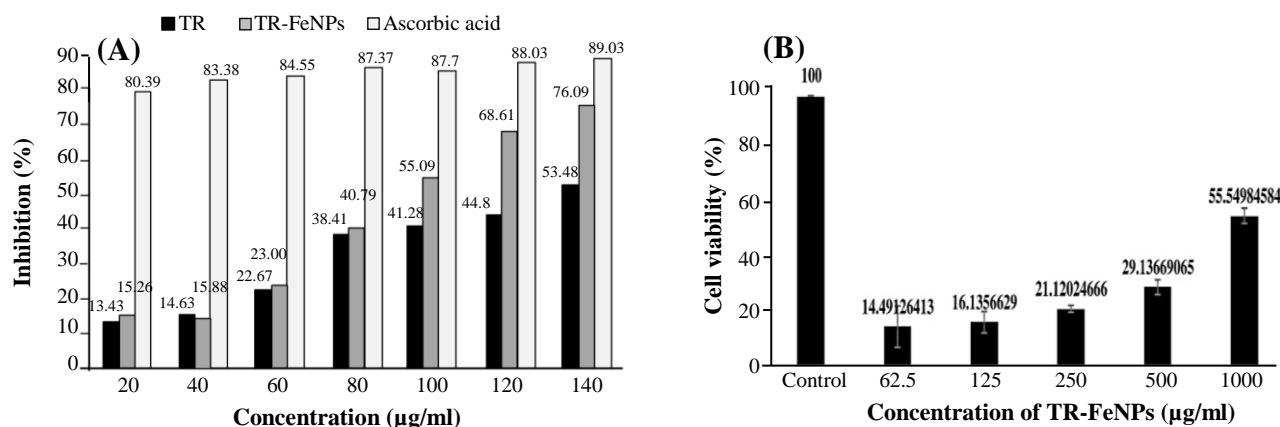 TR TR-FeNPs Ascorbic acid
(A)
Inhibition (%)
90
80
70
60
50
40
30
20
10
0
13.43 15.26 80.39
14.63 15.88 83.38
22.67 23.00 84.55
38.41 40.79 87.37
41.28 55.09 87.7
44.8 68.61 88.03
53.48 76.09 89.03
20 40 60 80 100 120 140
Concentration (µg/ml)
(B)
Cell viability (%)
100
80
60
40
20
0
100
14.49126413
16.1356629
21.12024666
29.13669065
55.54984584
Control 62.5 125 250 500 1000
Concentration of TR-FeNPs (µg/ml)